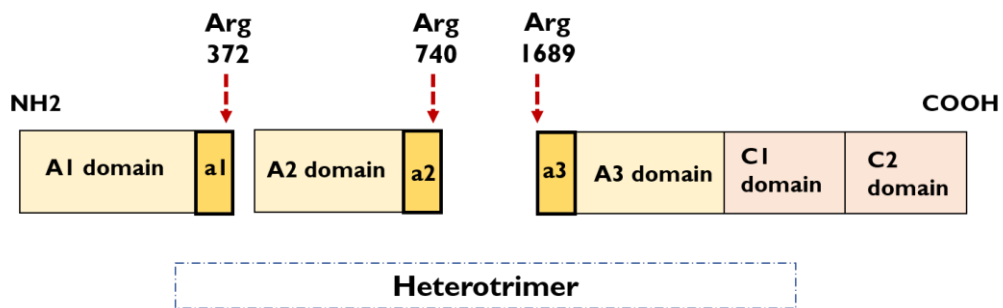 Arg Arg Arg
372 740 1689
NH2 COOH
A1 domain a1 A2 domain a2 a3 A3 domain C1 domain C2 domain
Heterotrimer